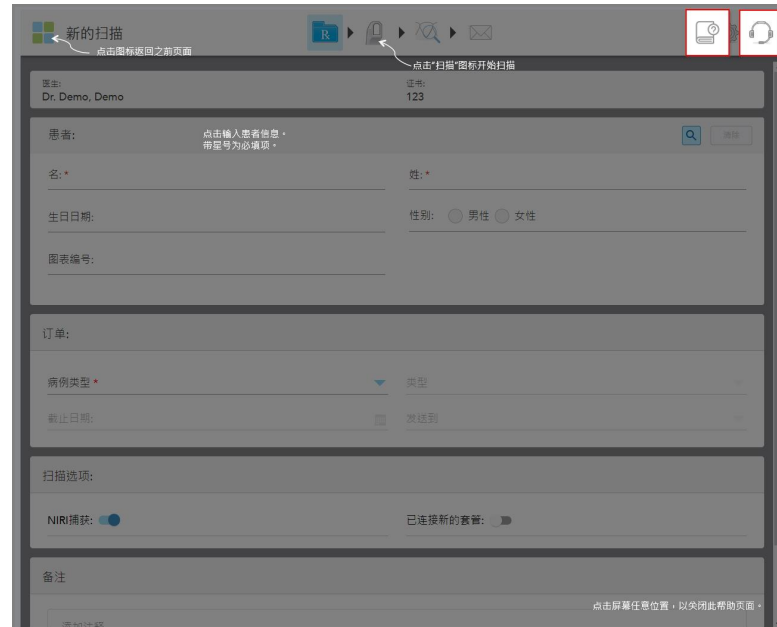 新的扫描
点击图标返回之前页面
R
点击“扫描”图标开始扫描
医生:
Dr. Demo, Demo
证书:
123
患者:
点击输入患者信息。
带星号为必填项。
清除
名: *
姓: *
生日日期:
性别: 男性 女性
图表编号:
订单:
病例类型 *
类型
截止日期:
发送到
扫描选项:
NIRI捕获:
已连接新的套管:
备注
点击屏幕任意位置，以关闭此帮助页面。
添加注释